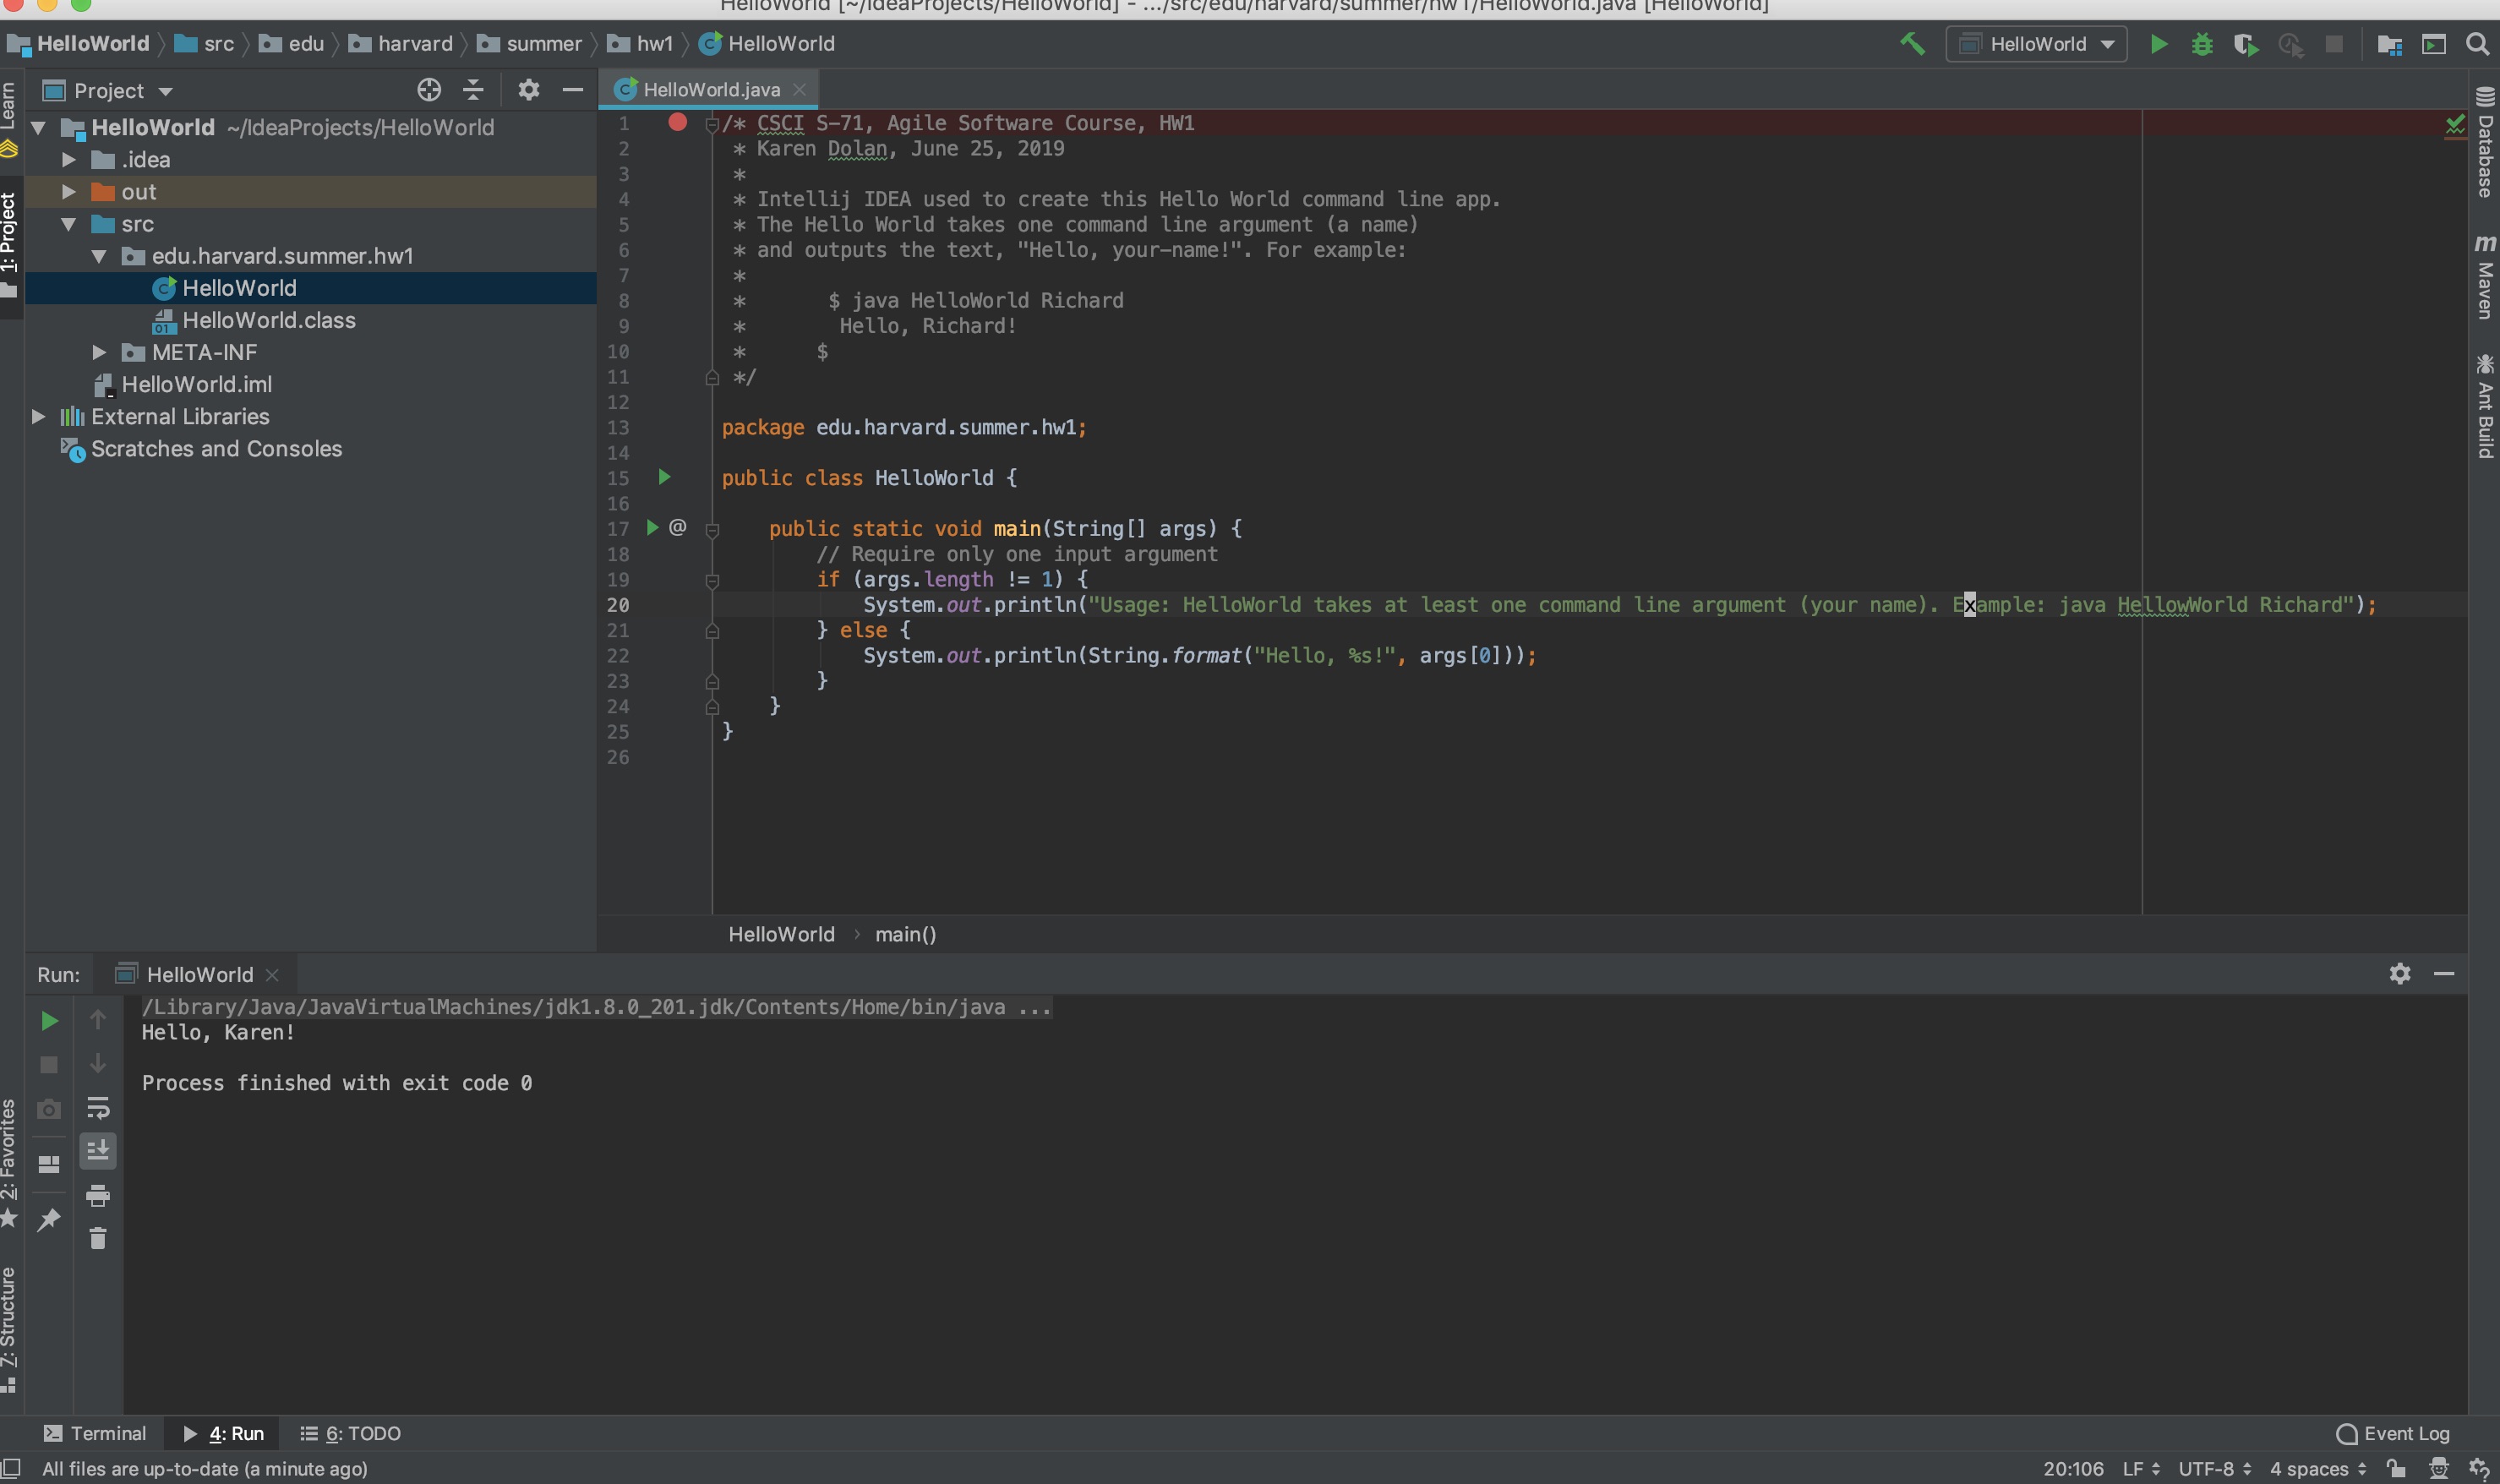 HelloWorld [~/IdeaProjects/HelloWorld] - .../src/edu/harvard/summer/hw1/HelloWorld.java [HelloWorld]
HelloWorld src edu harvard summer hw1 HelloWorld
HelloWorld
Learn
1: Project
Project
HelloWorld ~/IdeaProjects/HelloWorld
.idea
out
src
edu.harvard.summer.hw1
HelloWorld
HelloWorld.class
META-INF
HelloWorld.iml
External Libraries
Scratches and Consoles
HelloWorld.java
1 /* CSCI S-71, Agile Software Course, HW1
2 * Karen Dolan, June 25, 2019
3 *
4 * Intellij IDEA used to create this Hello World command line app.
5 * The Hello World takes one command line argument (a name)
6 * and outputs the text, "Hello, your-name!". For example:
7 *
8 * $ java HelloWorld Richard
9 * Hello, Richard!
10 * $
11 */
12
13 package edu.harvard.summer.hw1;
14
15 public class HelloWorld {
16
17 @ public static void main(String[] args) {
18 // Require only one input argument
19 if (args.length != 1) {
20 System.out.println("Usage: HelloWorld takes at least one command line argument (your name). Example: java HellowWorld Richard");
21 } else {
22 System.out.println(String.format("Hello, %s!", args[0]));
23 }
24 }
25 }
26
HelloWorld › main()
Database
m Maven
Ant Build
Run: HelloWorld
/Library/Java/JavaVirtualMachines/jdk1.8.0_201.jdk/Contents/Home/bin/java ...
Hello, Karen!
Process finished with exit code 0
2: Favorites
7: Structure
Terminal 4: Run 6: TODO Event Log
All files are up-to-date (a minute ago) 20:106 LF UTF-8 4 spaces